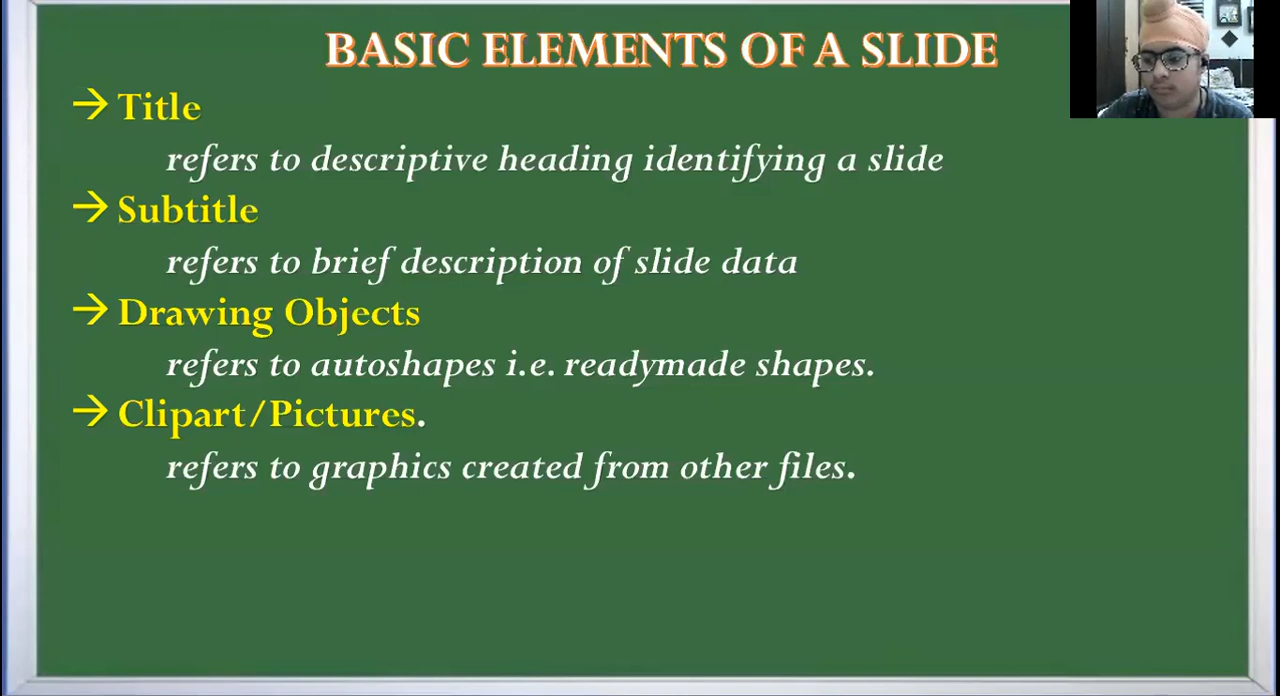 BASIC ELEMENTS OF A SLIDE
→ Title
refers to descriptive heading identifying a slide
→ Subtitle
refers to brief description of slide data
→ Drawing Objects
refers to autoshapes i.e. readymade shapes.
→ Clipart/Pictures.
refers to graphics created from other files.